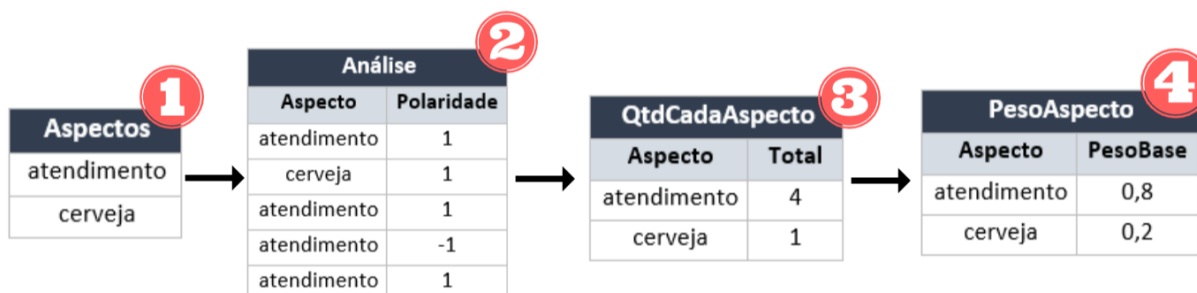 1
Aspectos
atendimento
cerveja
2
Análise
Aspecto Polaridade
atendimento 1
cerveja 1
atendimento 1
atendimento -1
atendimento 1
3
QtdCadaAspecto
Aspecto Total
atendimento 4
cerveja 1
4
PesoAspecto
Aspecto PesoBase
atendimento 0,8
cerveja 0,2